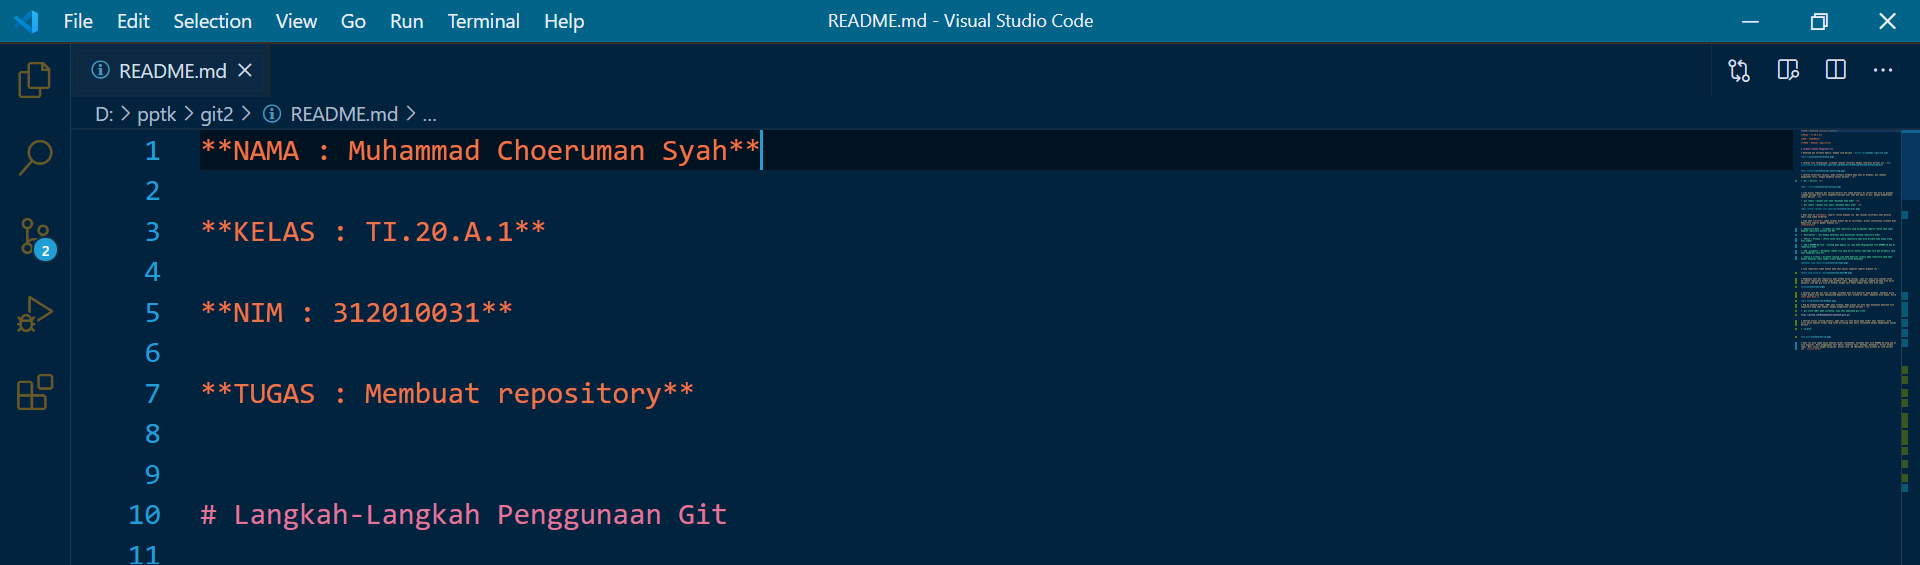 File Edit Selection View Go Run Terminal Help README.md - Visual Studio Code
README.md
D: > pptk > git2 > README.md > ...
1 **NAMA : Muhammad Choeruman Syah**
2
3 **KELAS : TI.20.A.1**
4
5 **NIM : 312010031**
6
7 **TUGAS : Membuat repository**
8
9
10 # Langkah-Langkah Penggunaan Git
11
2